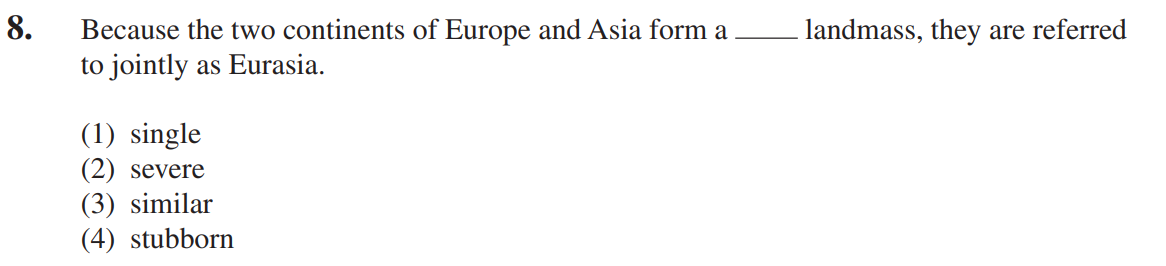 8. Because the two continents of Europe and Asia form a ____ landmass, they are referred
to jointly as Eurasia.
(1) single
(2) severe
(3) similar
(4) stubborn